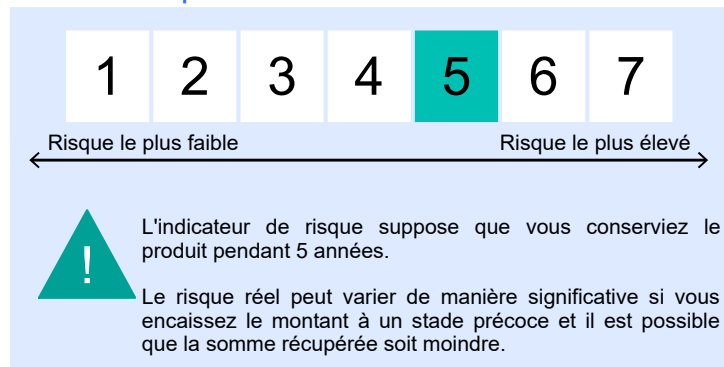 1 2 3 4 5 6 7
Risque le plus faible Risque le plus élevé
!
L'indicateur de risque suppose que vous conserviez le
produit pendant 5 années.
Le risque réel peut varier de manière significative si vous
encaissez le montant à un stade précoce et il est possible
que la somme récupérée soit moindre.